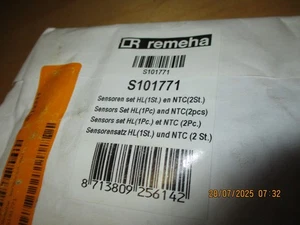 remeha
S101771
S101771
Sensoren set HL(1St.) en NTC(2St.)
Sensors Set HL(1Pc) and NTC(2pcs)
Sensors set HL(1Pc.) et NTC (2Pc.)
Sensorensatz HL(1St.) und NTC (2 St.)
8 713809 256142
28/07/2025 07:32